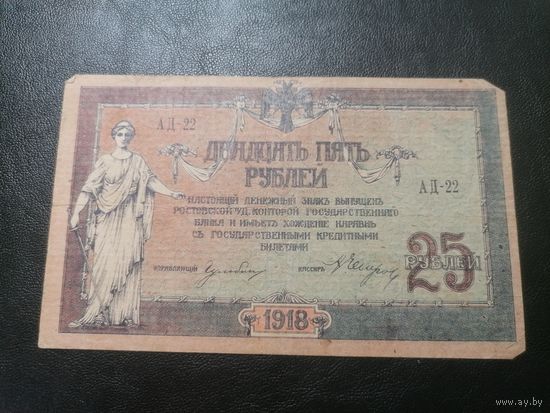 АД-22
ДВАДЦАТЬ ПЯТЬ
РУБЛЕЙ
АД-22
НАСТОЯЩІЙ ДЕНЕЖНЫЙ ЗНАКЪ ВЫПУЩЕНЪ
РОСТОВСКОЙ н/Д. КОНТОРОЙ ГОСУДАРСТВЕННАГО
БАНКА И ИМѢЕТЪ ХОЖДЕНІЕ НАРАВНѢ
СЪ ГОСУДАРСТВЕННЫМИ КРЕДИТНЫМИ
БИЛЕТАМИ
УПРАВЛЯЮЩІЙ
КАССИРЪ
25
РУБЛЕЙ
1918
www.ay.by